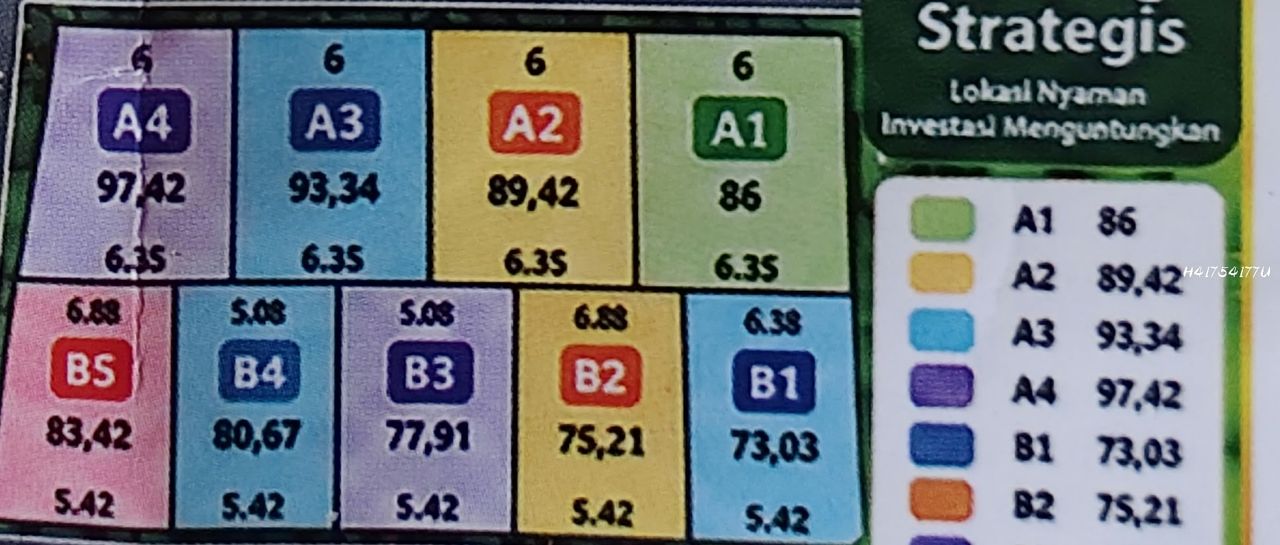 6 6 6 6
A4 A3 A2 A1
97,42 93,34 89,42 86
6.35 6.35 6.35 6.35
6.88 5.08 5.08 6.88 6.38
B5 B4 B3 B2 B1
83,42 80,67 77,91 75,21 73,03
5.42 5.42 5.42 5.42 5.42
Strategis
Lokasi Nyaman
Investasi Menguntungkan
A1 86
A2 89,42
A3 93,34
A4 97,42
B1 73,03
B2 75,21
H41754177U